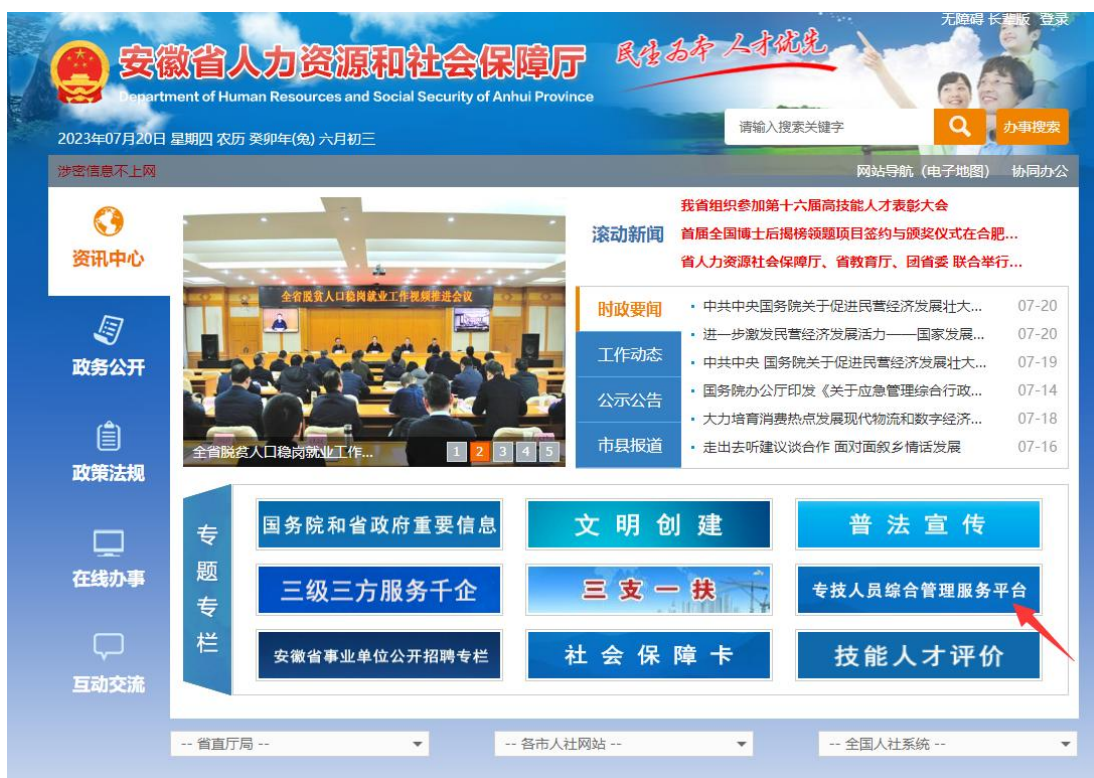 无障碍 长辈版 登录
安徽省人力资源和社会保障厅
民生为本 人才优先
Department of Human Resources and Social Security of Anhui Province
请输入搜索关键字
办事搜索
2023年07月20日 星期四 农历 癸卯年(兔) 六月初三
涉密信息不上网
网站导航（电子地图） 协同办公
资讯中心
政务公开
政策法规
在线办事
互动交流
全省脱贫人口稳岗就业工作视频推进会议
全省脱贫人口稳岗就业工作...
1 2 3 4 5
滚动新闻
我省组织参加第十六届高技能人才表彰大会
首届全国博士后揭榜领题项目签约与颁奖仪式在合肥...
省人力资源社会保障厅、省教育厅、团省委 联合举行...
时政要闻
工作动态
公示公告
市县报道
中共中央国务院关于促进民营经济发展壮大... 07-20
进一步激发民营经济发展活力——国家发展... 07-20
中共中央 国务院关于促进民营经济发展壮大... 07-19
国务院办公厅印发《关于应急管理综合行政... 07-14
大力培育消费热点发展现代物流和数字经济... 07-18
走出去听建议谈合作 面对面叙乡情话发展 07-16
专题专栏
国务院和省政府重要信息
文明创建
普法宣传
三级三方服务千企
三支一扶
专技人员综合管理服务平台
安徽省事业单位公开招聘专栏
社会保障卡
技能人才评价
-- 省直厅局 --
-- 各市人社网站 --
-- 全国人社系统 --